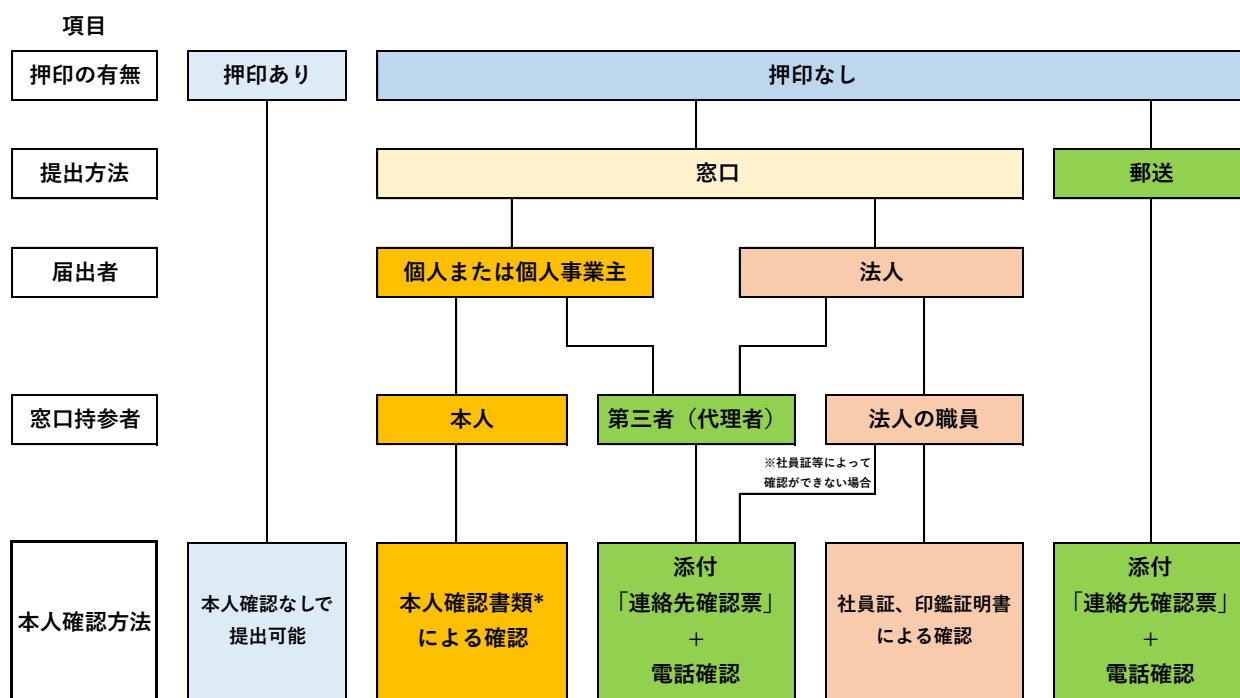 項目
押印の有無
押印あり
押印なし
提出方法
窓口
郵送
届出者
個人または個人事業主
法人
窓口持参者
本人
第三者（代理者）
法人の職員
※社員証等によって
確認ができない場合
本人確認方法
本人確認なしで
提出可能
本人確認書類*
による確認
添付
「連絡先確認票」
+
電話確認
社員証、印鑑証明書
による確認
添付
「連絡先確認票」
+
電話確認